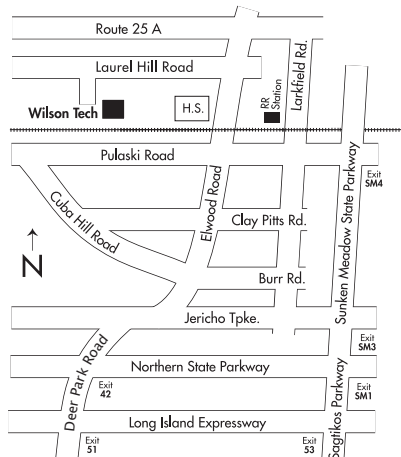 Route 25 A
Laurel Hill Road
Larkfield Rd.
Wilson Tech
H.S.
RR
Station
Pulaski Road
Exit
SM4
Cuba Hill Road
Elwood Road
Clay Pitts Rd.
Sunken Meadow State Parkway
N
Burr Rd.
Jericho Tpke.
Deer Park Road
Exit
SM3
Northern State Parkway
Exit
42
Exit
SM1
Sagtikos Parkway
Long Island Expressway
Exit
51
Exit
53